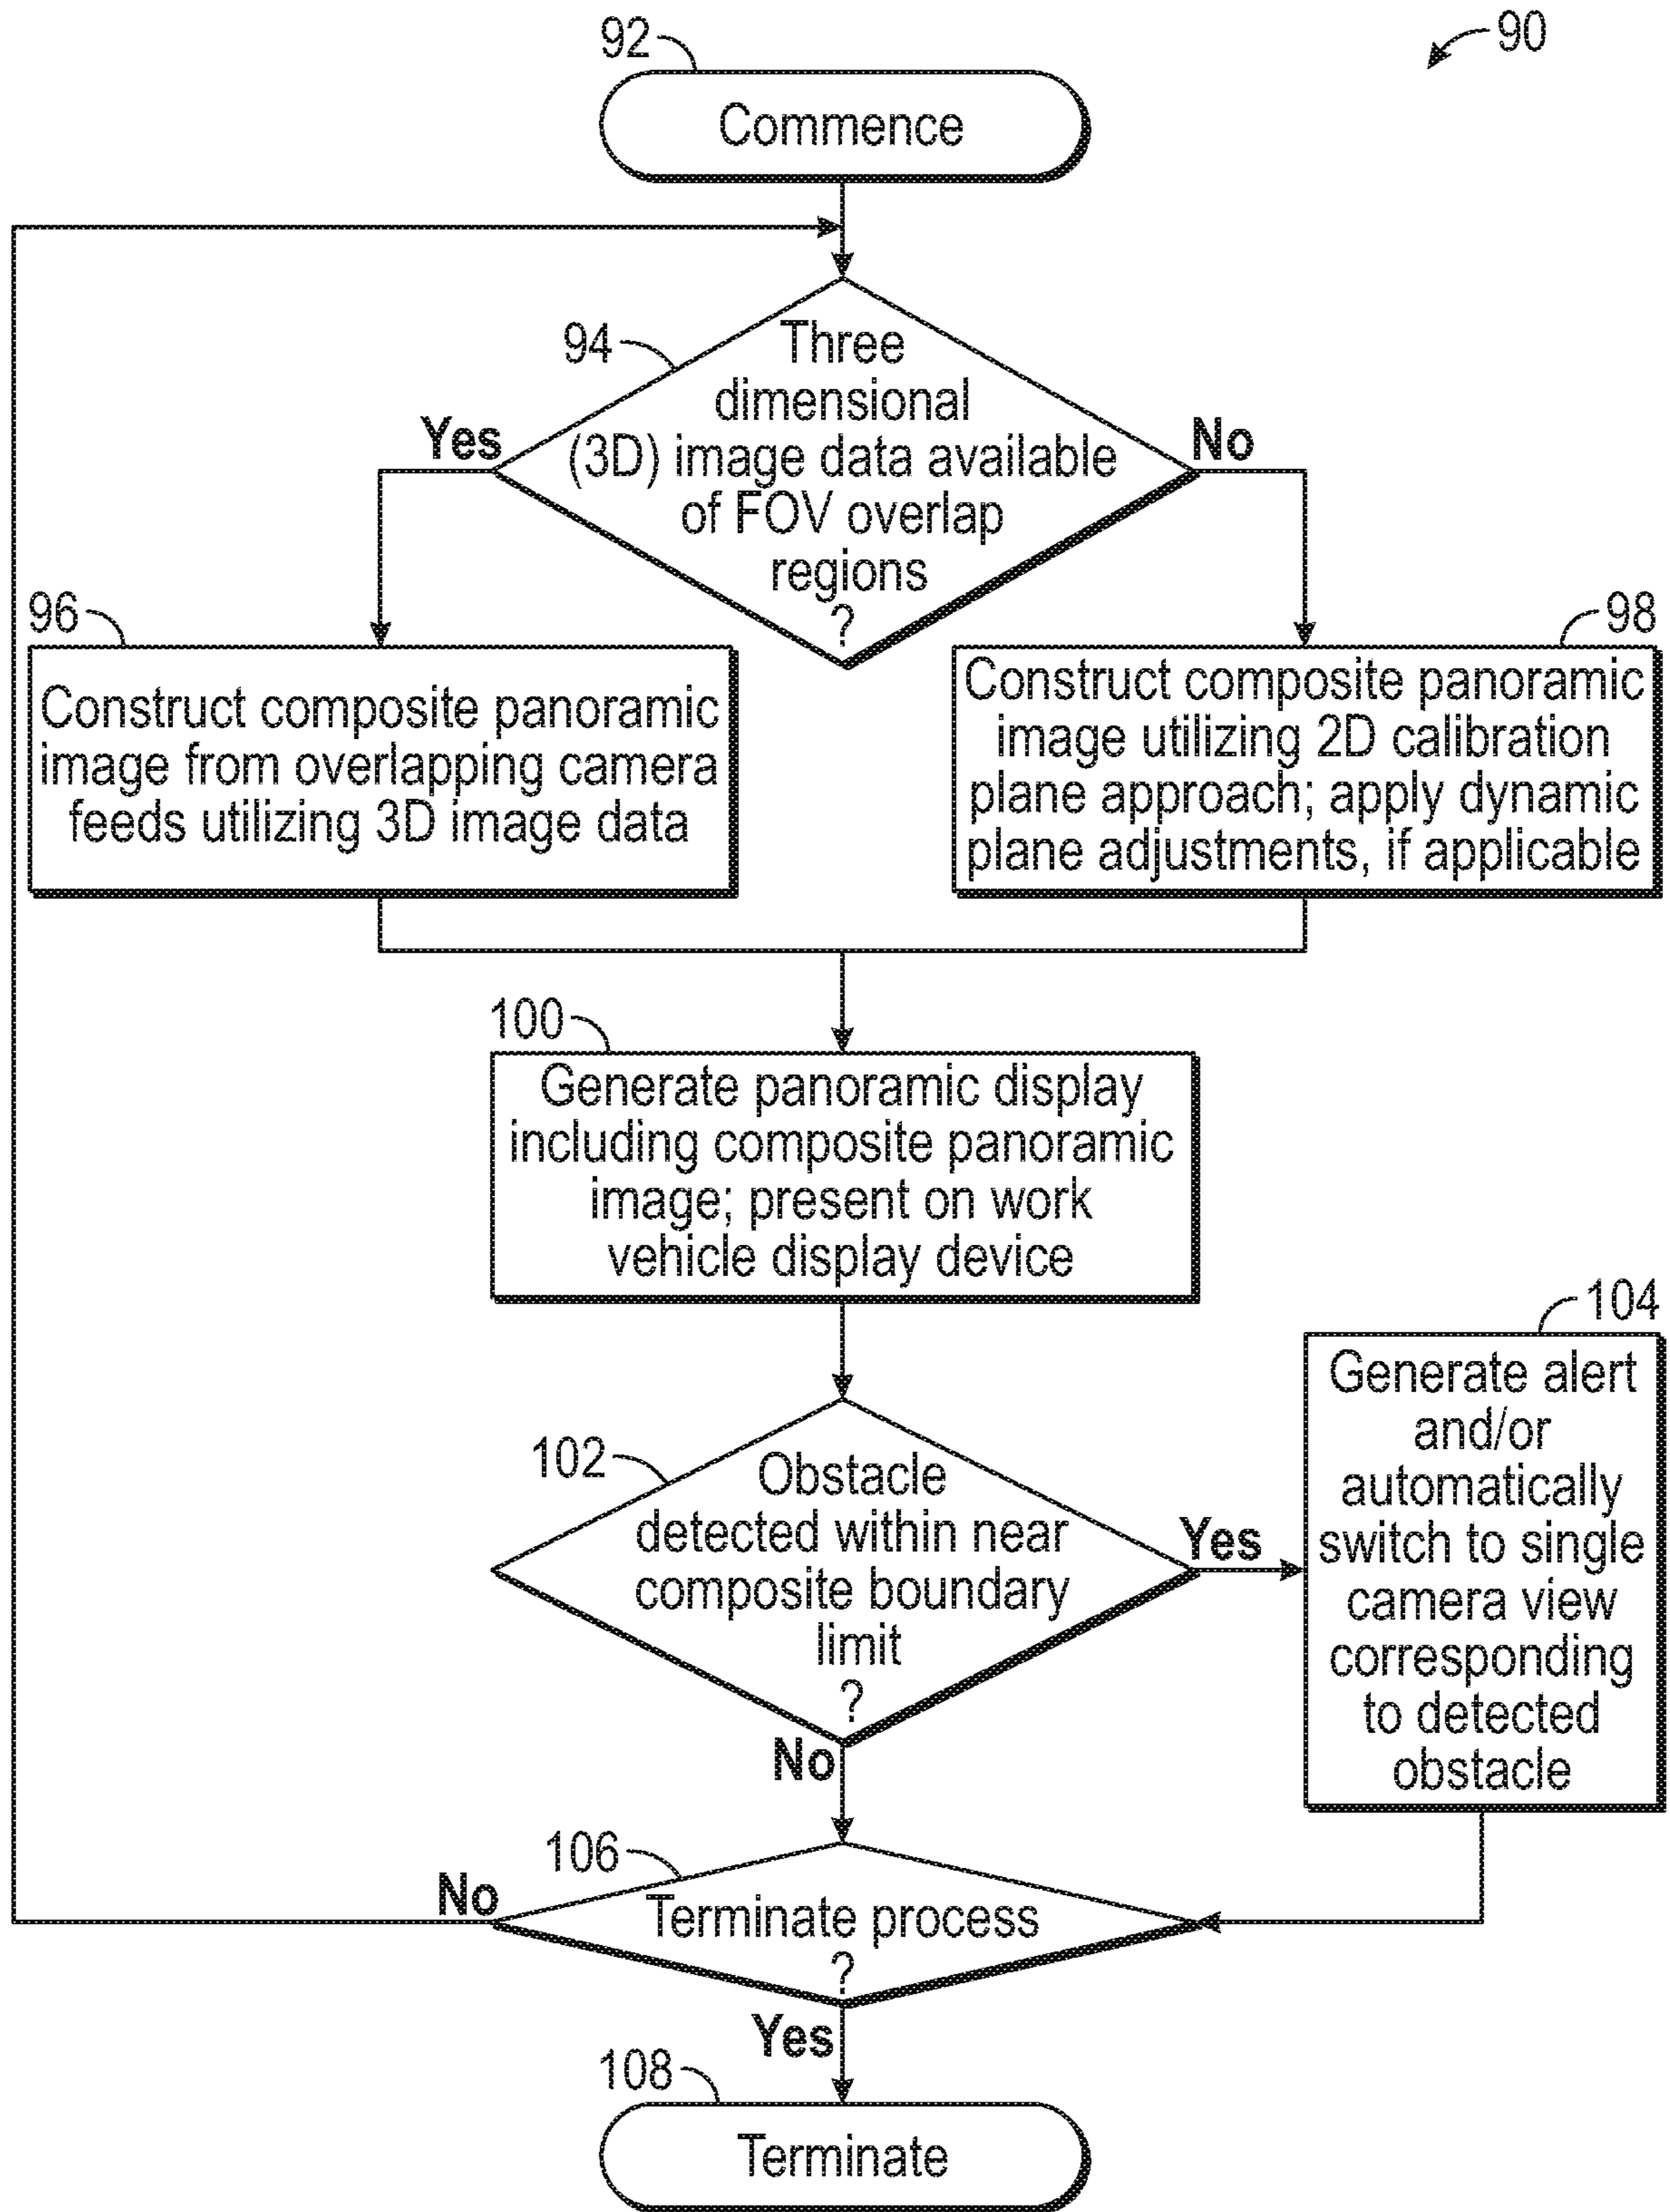 90
92
Commence
94
Three
dimensional
(3D) image data available
of FOV overlap
regions
?
Yes
No
96
Construct composite panoramic
image from overlapping camera
feeds utilizing 3D image data
98
Construct composite panoramic
image utilizing 2D calibration
plane approach; apply dynamic
plane adjustments, if applicable
100
Generate panoramic display
including composite panoramic
image; present on work
vehicle display device
102
Obstacle
detected within near
composite boundary
limit
?
Yes
No
104
Generate alert
and/or
automatically
switch to single
camera view
corresponding
to detected
obstacle
106
Terminate process
?
No
Yes
108
Terminate